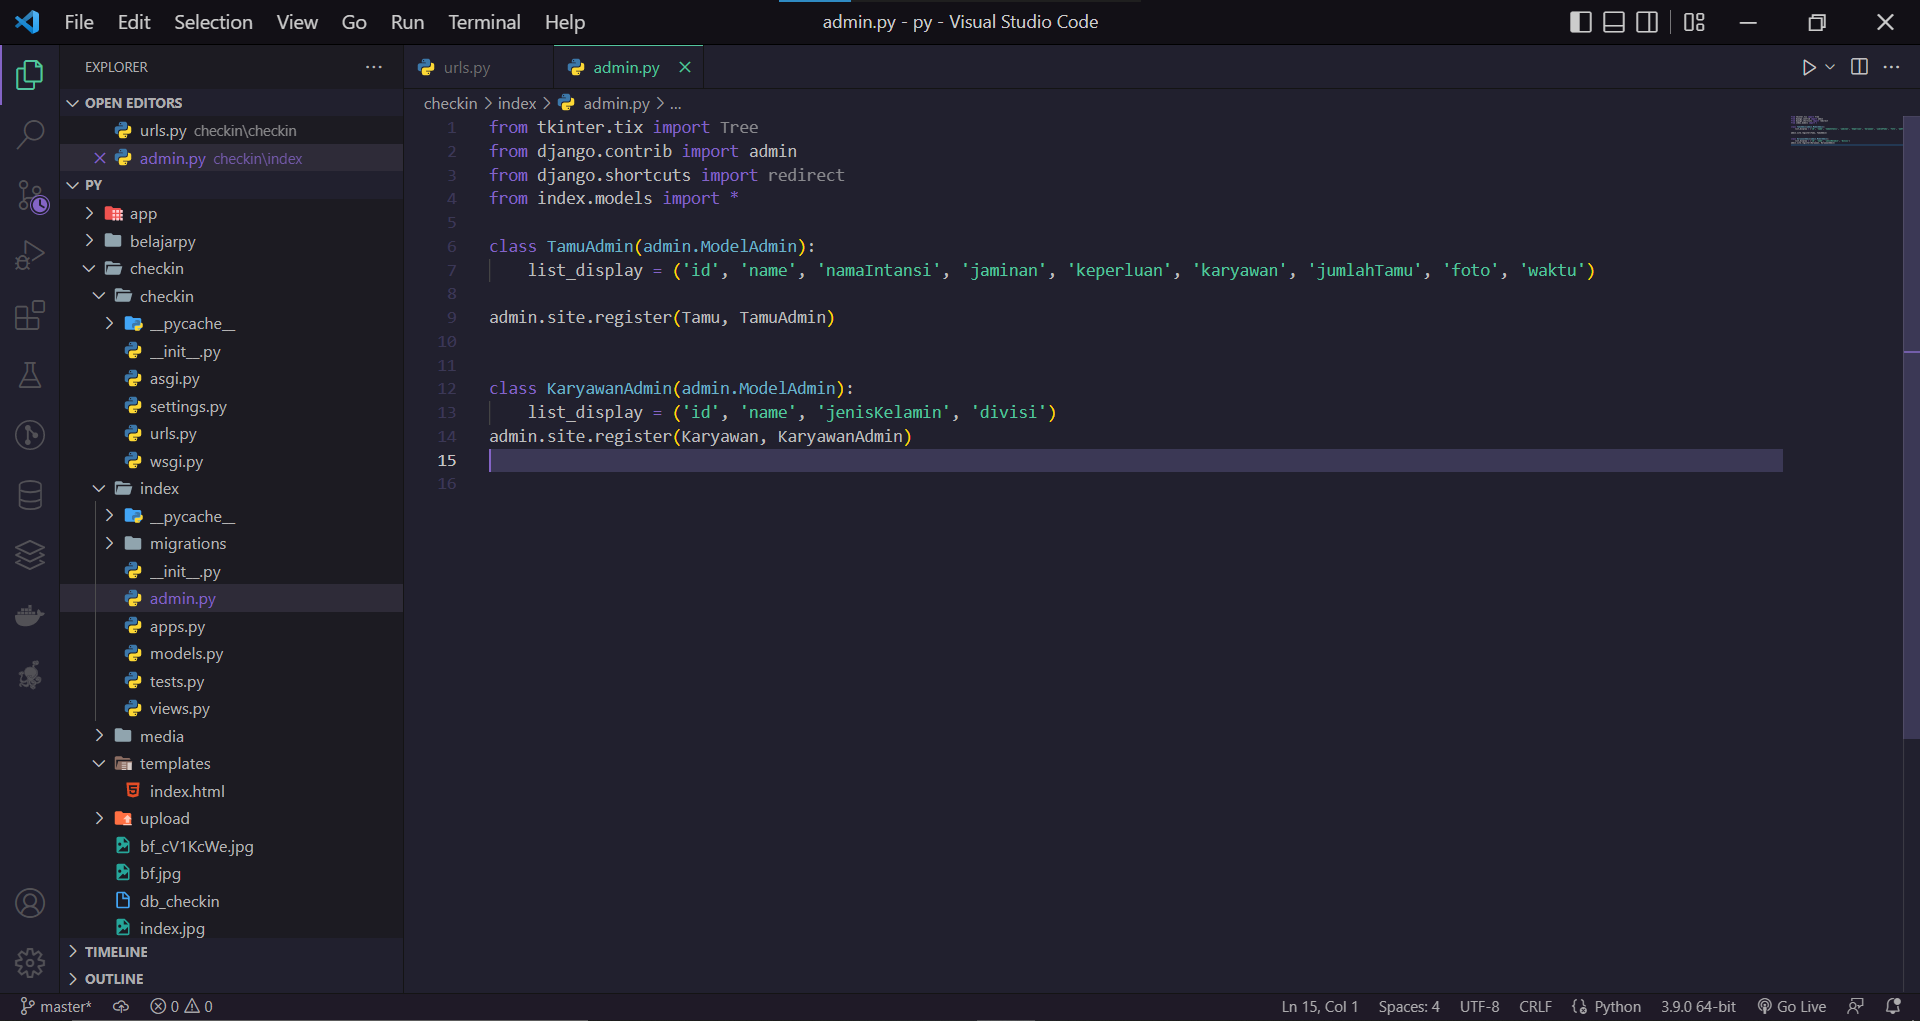 File Edit Selection View Go Run Terminal Help
admin.py - py - Visual Studio Code
EXPLORER
OPEN EDITORS
urls.py checkin\checkin
admin.py checkin\index
PY
app
belajarpy
checkin
checkin
__pycache__
__init__.py
asgi.py
settings.py
urls.py
wsgi.py
index
__pycache__
migrations
__init__.py
admin.py
apps.py
models.py
tests.py
views.py
media
templates
index.html
upload
bf_cV1KcWe.jpg
bf.jpg
db_checkin
index.jpg
TIMELINE
OUTLINE
urls.py
admin.py
checkin > index > admin.py > ...
1 from tkinter.tix import Tree
2 from django.contrib import admin
3 from django.shortcuts import redirect
4 from index.models import *
5
6 class TamuAdmin(admin.ModelAdmin):
7 list_display = ('id', 'name', 'namaIntansi', 'jaminan', 'keperluan', 'karyawan', 'jumlahTamu', 'foto', 'waktu')
8
9 admin.site.register(Tamu, TamuAdmin)
10
11
12 class KaryawanAdmin(admin.ModelAdmin):
13 list_display = ('id', 'name', 'jenisKelamin', 'divisi')
14 admin.site.register(Karyawan, KaryawanAdmin)
15
16
master* 0 0
Ln 15, Col 1 Spaces: 4 UTF-8 CRLF Python 3.9.0 64-bit Go Live